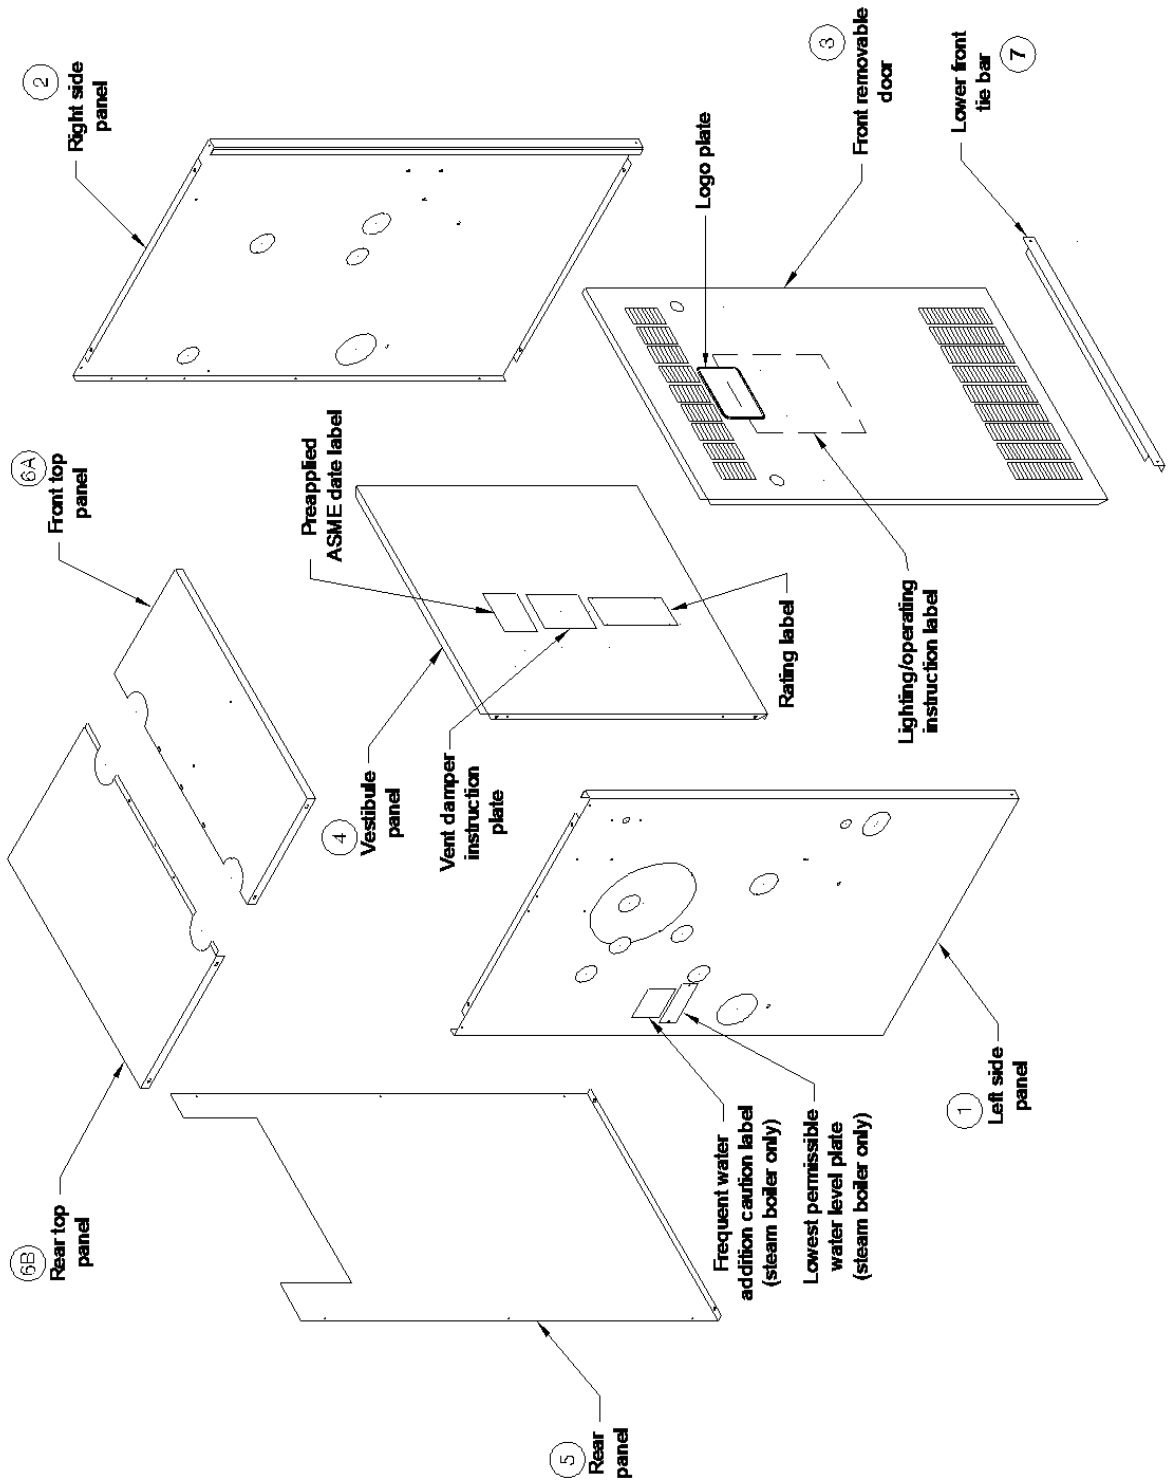 6B
Rear top
panel
6A
Front top
panel
2
Right side
panel
5
Rear
panel
4
Vestibule
panel
Preapplied
ASME date label
Vent damper
instruction
plate
Rating label
3
Front removable
door
Logo plate
Lighting/operating
instruction label
7
Lower front
tie bar
Frequent water
addition caution label
(steam boiler only)
Lowest permissible
water level plate
(steam boiler only)
1
Left side
panel